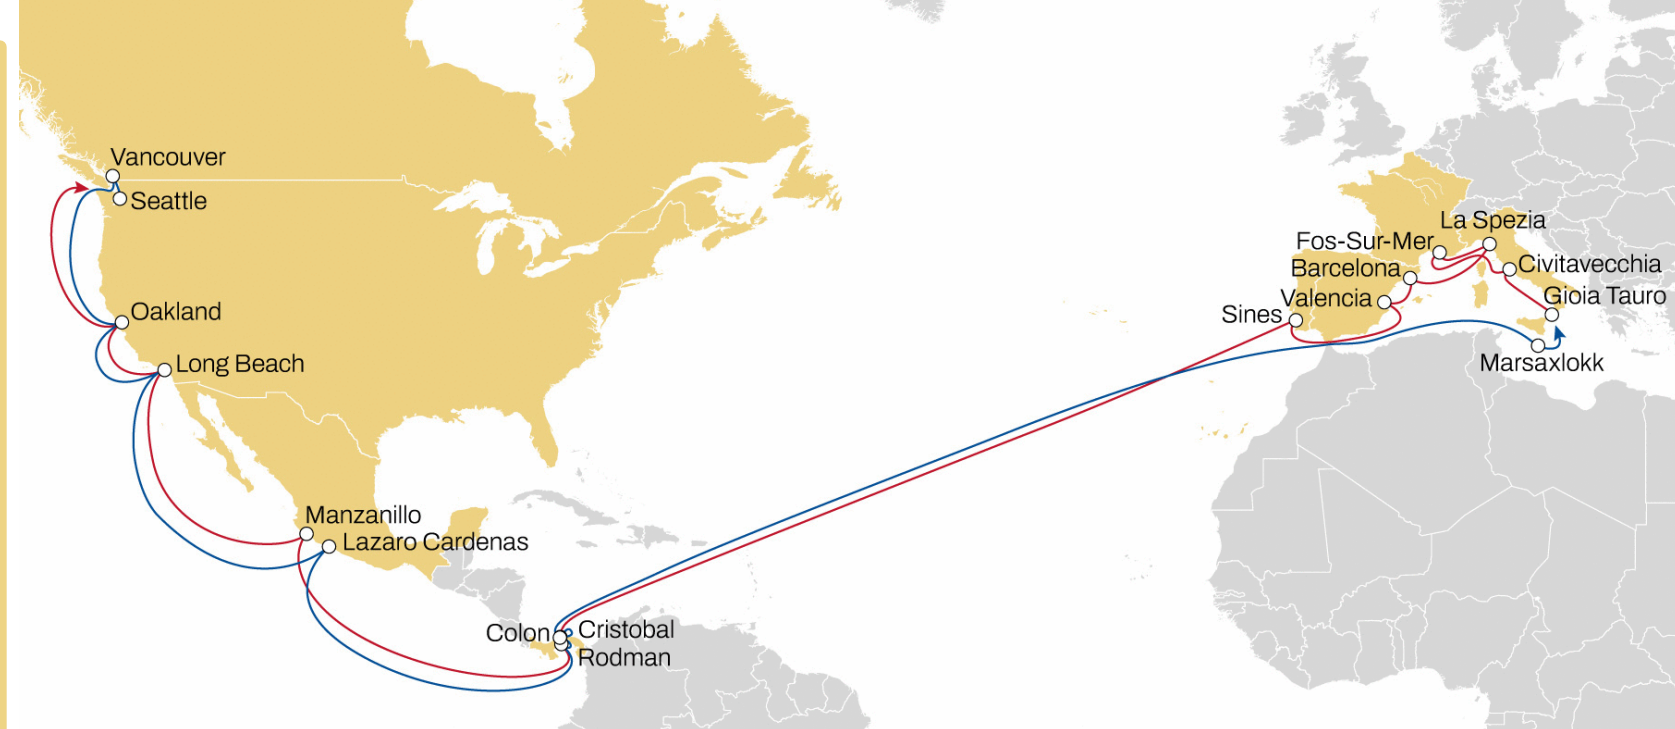 Vancouver
Seattle
Oakland
Long Beach
Manzanillo
Lazaro Cardenas
Colon
Cristobal
Rodman
La Spezia
Fos-Sur-Mer
Civitavecchia
Barcelona
Valencia
Gioia Tauro
Sines
Marsaxlokk